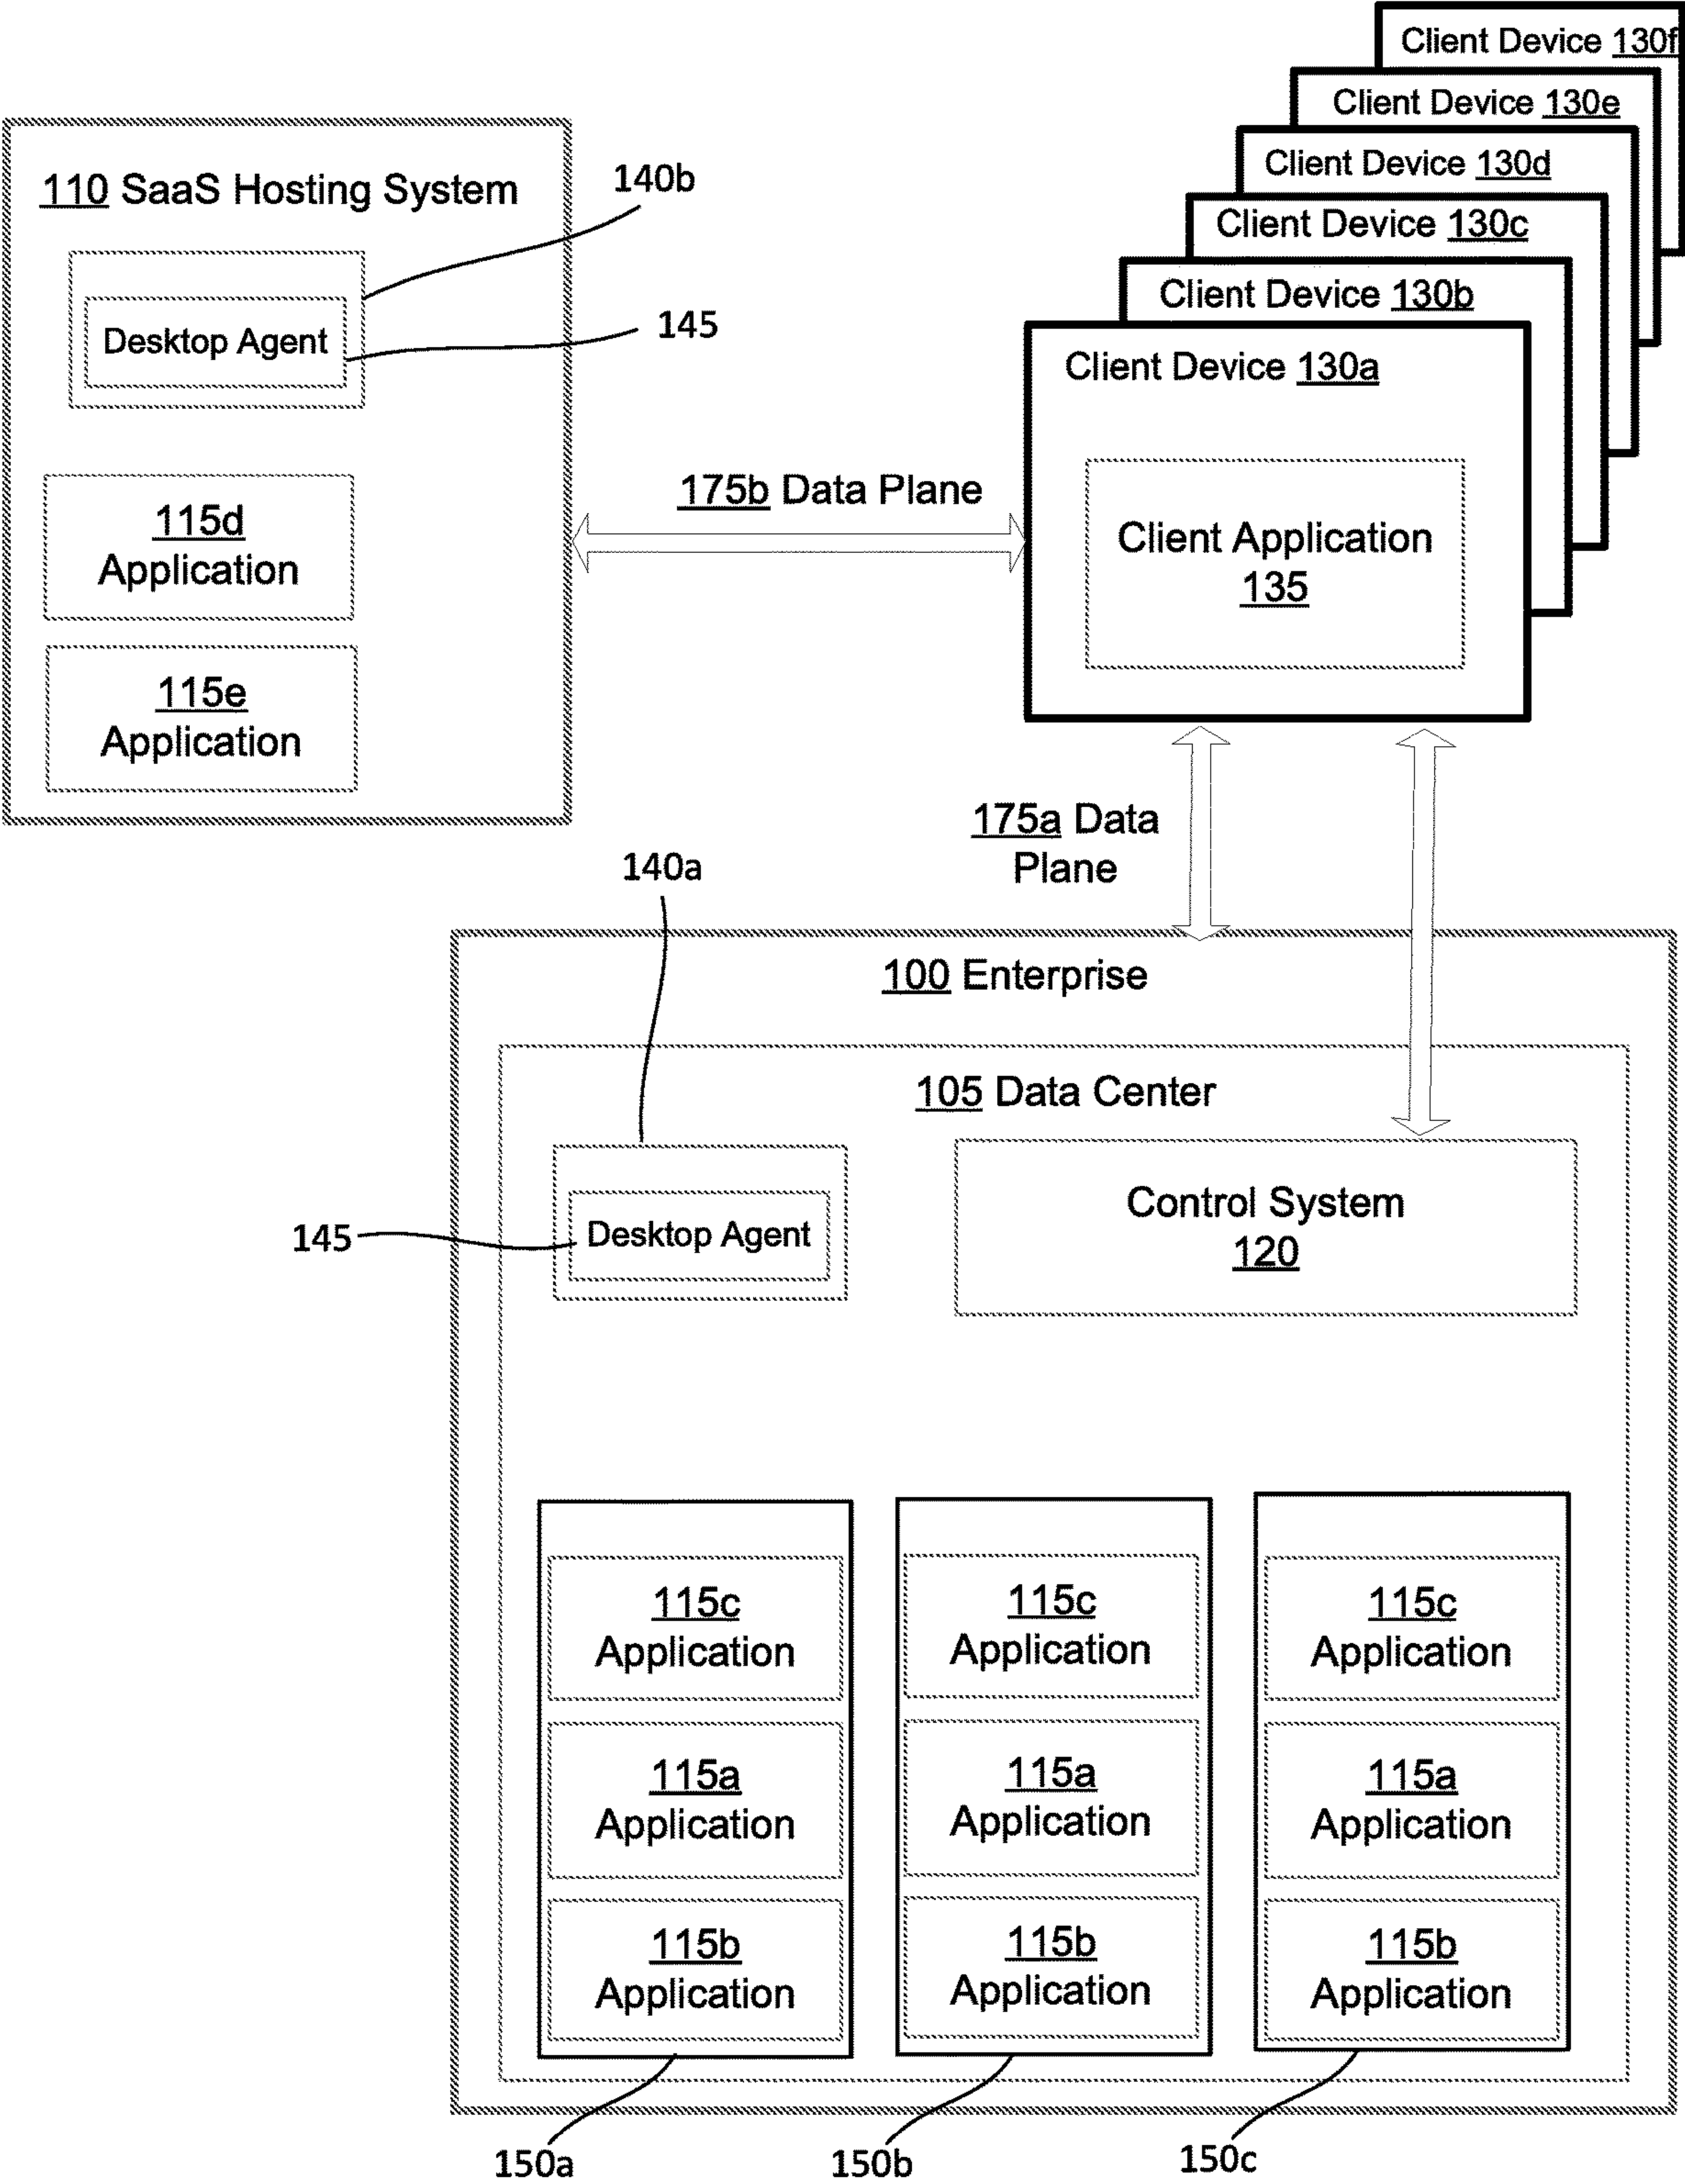 Client Device 130f
Client Device 130e
Client Device 130d
Client Device 130c
Client Device 130b
Client Device 130a
Client Application
135
110 SaaS Hosting System
140b
Desktop Agent
145
115d
Application
115e
Application
175b Data Plane
175a Data
Plane
140a
100 Enterprise
105 Data Center
145
Desktop Agent
Control System
120
115c
Application
115a
Application
115b
Application
115c
Application
115a
Application
115b
Application
115c
Application
115a
Application
115b
Application
150a
150b
150c